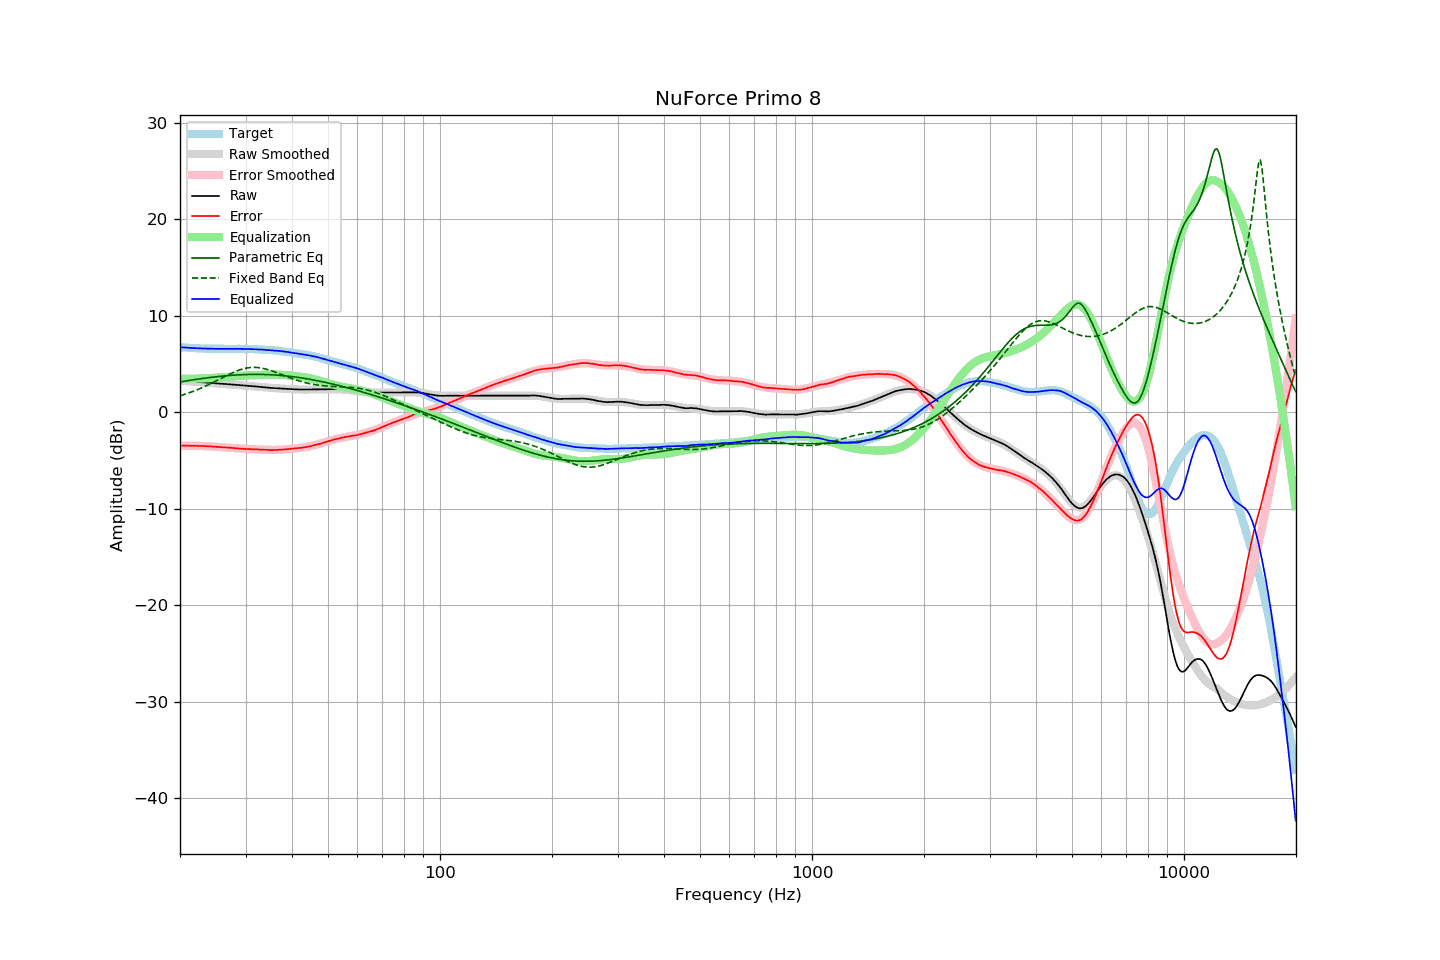 NuForce Primo 8
30
20
10
0
−10
−20
−30
−40
Amplitude (dBr)
Target
Raw Smoothed
Error Smoothed
Raw
Error
Equalization
Parametric Eq
Fixed Band Eq
Equalized
100
1000
10000
Frequency (Hz)